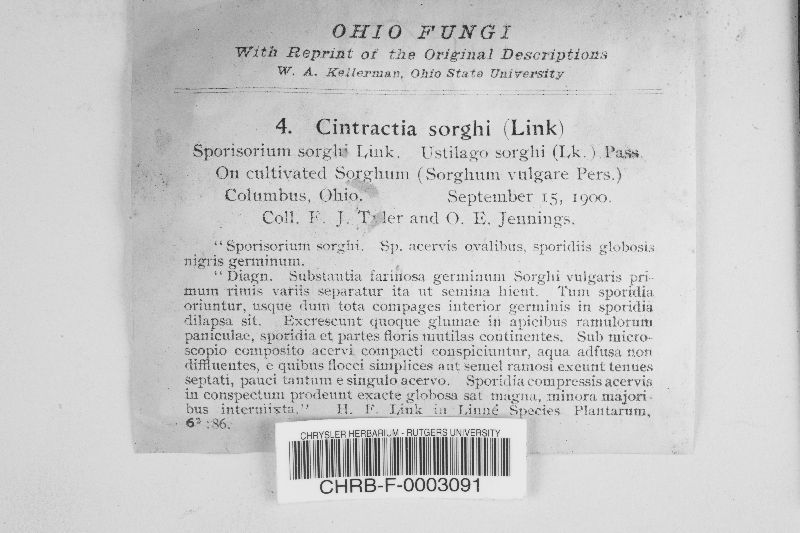 OHIO FUNGI
With Reprint of the Original Descriptions
W. A. Kellerman, Ohio State University
4. Cintractia sorghi (Link)
Sporisorium sorghi Link. Ustilago sorghi (Lk.) Pass.
On cultivated Sorghum (Sorghum vulgare Pers.)
Columbus, Ohio. September 15, 1900.
Coll. F. J. Tyler and O. E. Jennings.
“Sporisorium sorghi. Sp. acervis ovalibus, sporidiis globosis
nigris germinum.
“Diagn. Substantia farinosa germinum Sorghi vulgaris pri-
mum rimis variis separatur ita ut semina hient. Tum sporidia
oriuntur, usque dum tota compages interior germinis in sporidia
dilapsa sit. Excrescunt quoque glumae in apicibus ramulorum
paniculae, sporidia et partes floris mutilas continentes. Sub micro-
scopio composito acervi compacti conspiciuntur, aqua adfusa non
diffluentes, e quibus flocci simplices aut semel ramosi exeunt tenues
septati, pauci tantum e singulo acervo. Sporidia compressis acervis
in conspectum prodeunt exacte globosa sat magna, minora majori-
bus intermixta.” H. F. Link in Linné Species Plantarum,
6² :86.
CHRYSLER HERBARIUM - RUTGERS UNIVERSITY
CHRB-F-0003091